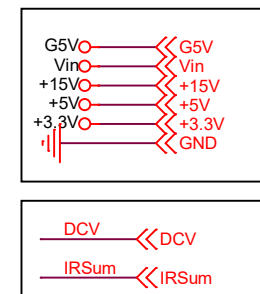 G5V G5V
Vin Vin
+15V +15V
+5V +5V
+3.3V +3.3V
GND
DCV DCV
IRSum IRSum